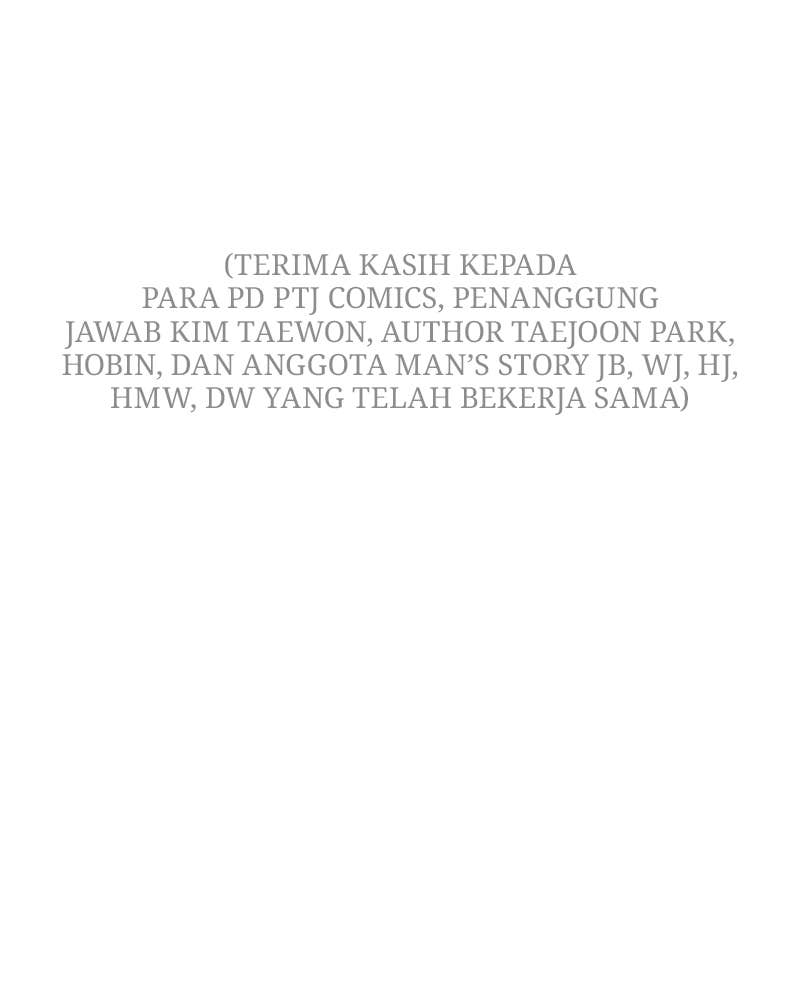 (TERIMA KASIH KEPADA
PARA PD PTJ COMICS, PENANGGUNG
JAWAB KIM TAEWON, AUTHOR TAEJOON PARK,
HOBIN, DAN ANGGOTA MAN’S STORY JB, WJ, HJ,
HMW, DW YANG TELAH BEKERJA SAMA)